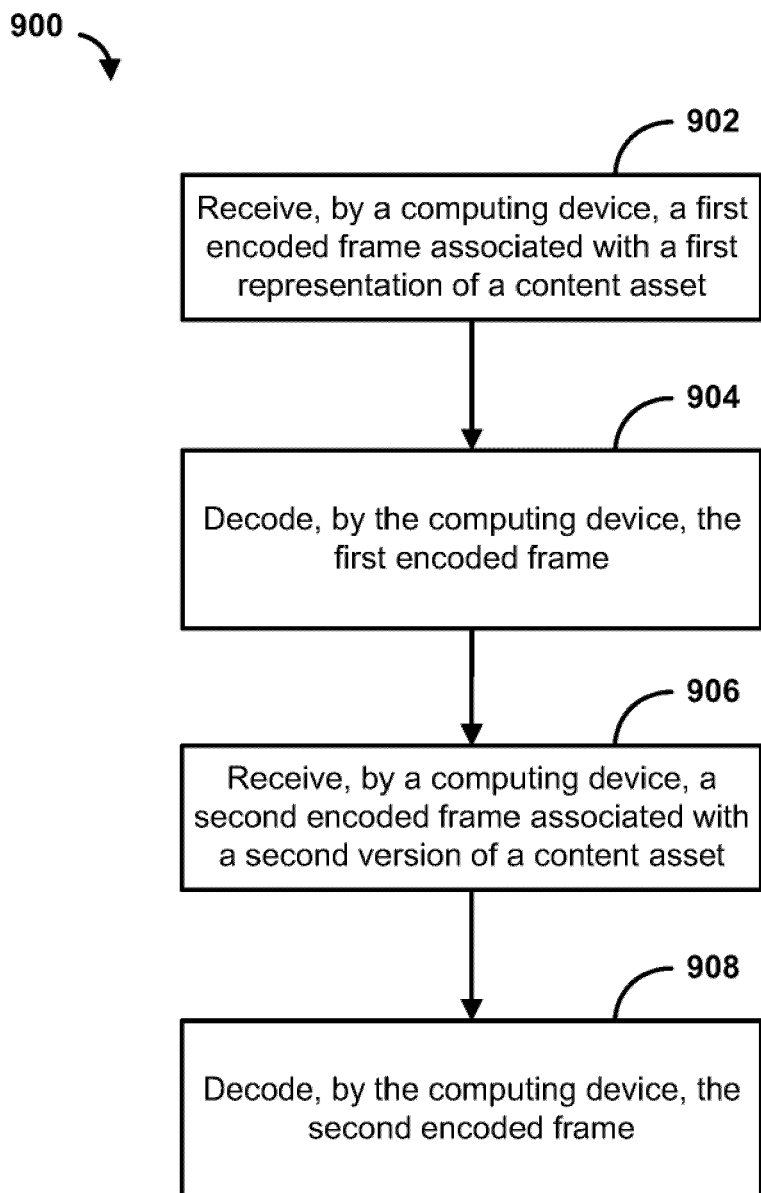 900
902
Receive, by a computing device, a first
encoded frame associated with a first
representation of a content asset
904
Decode, by the computing device, the
first encoded frame
906
Receive, by a computing device, a
second encoded frame associated with
a second version of a content asset
908
Decode, by the computing device, the
second encoded frame